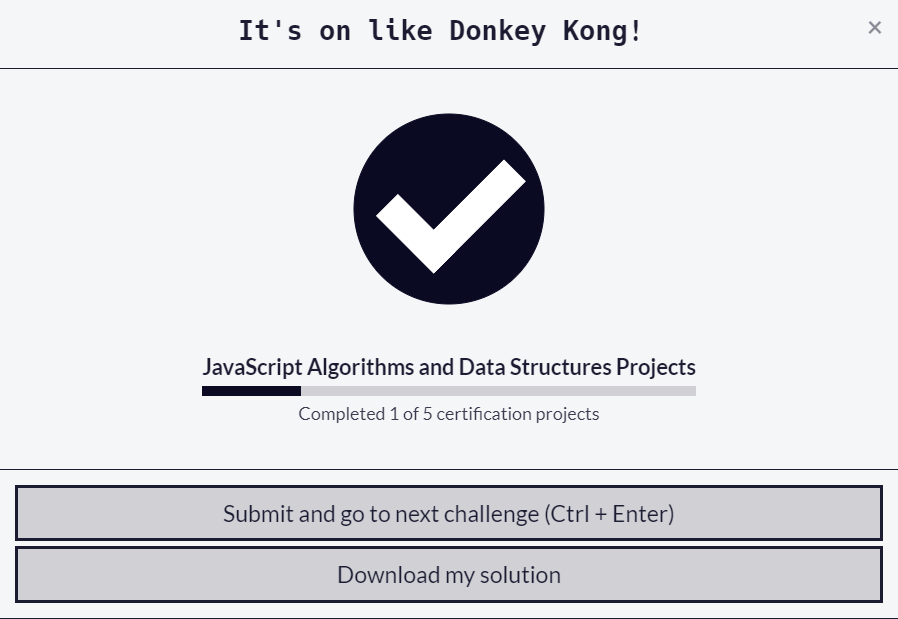 It's on like Donkey Kong!
×
JavaScript Algorithms and Data Structures Projects
Completed 1 of 5 certification projects
Submit and go to next challenge (Ctrl + Enter)
Download my solution